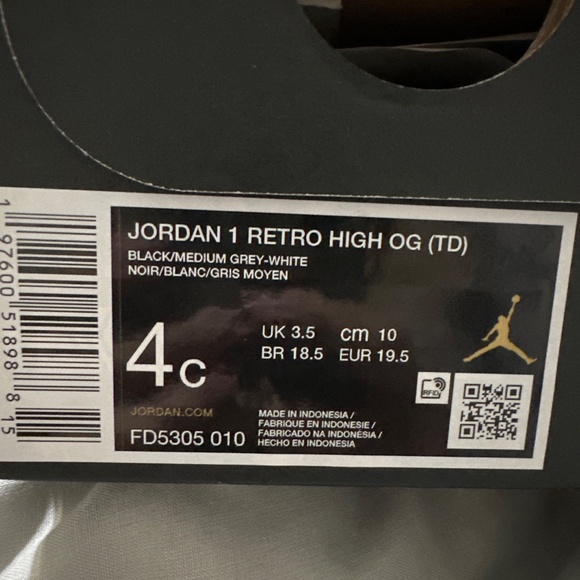 JORDAN 1 RETRO HIGH OG (TD)
BLACK/MEDIUM GREY-WHITE
NOIR/BLANC/GRIS MOYEN
4c
UK 3.5 cm 10
BR 18.5 EUR 19.5
RFID
JORDAN.COM
FD5305 010
MADE IN INDONESIA /
FABRIQUE EN INDONESIE /
FABRICADO NA INDONÉSIA /
HECHO EN INDONESIA
1 97600 51898 8 15